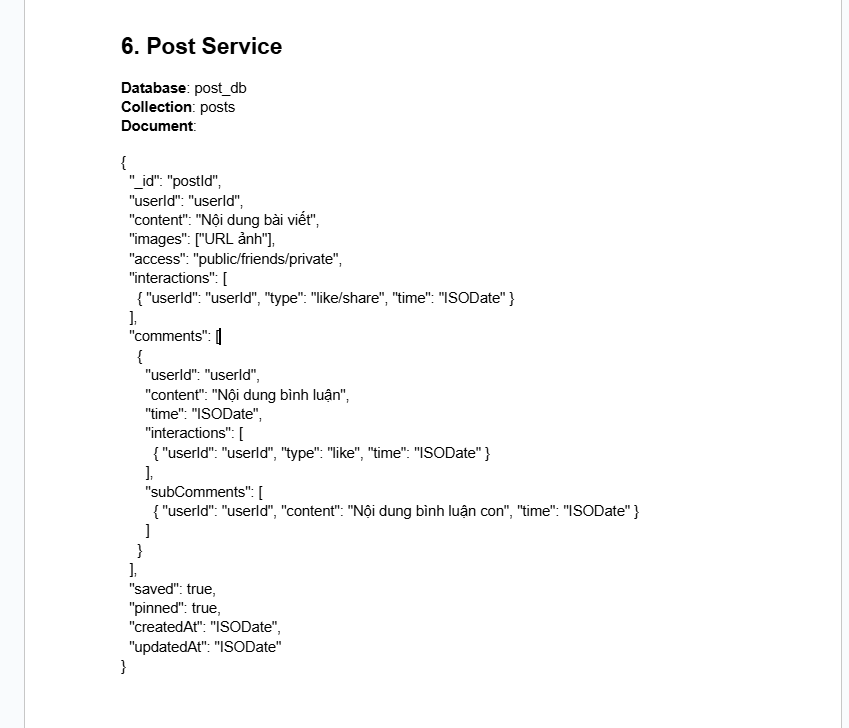 6. Post Service
Database: post_db
Collection: posts
Document:
{
"_id": "postId",
"userId": "userId",
"content": "Nội dung bài viết",
"images": ["URL ảnh"],
"access": "public/friends/private",
"interactions": [
{ "userId": "userId", "type": "like/share", "time": "ISODate" }
],
"comments": [
{
"userId": "userId",
"content": "Nội dung bình luận",
"time": "ISODate",
"interactions": [
{ "userId": "userId", "type": "like", "time": "ISODate" }
],
"subComments": [
{ "userId": "userId", "content": "Nội dung bình luận con", "time": "ISODate" }
]
}
],
"saved": true,
"pinned": true,
"createdAt": "ISODate",
"updatedAt": "ISODate"
}